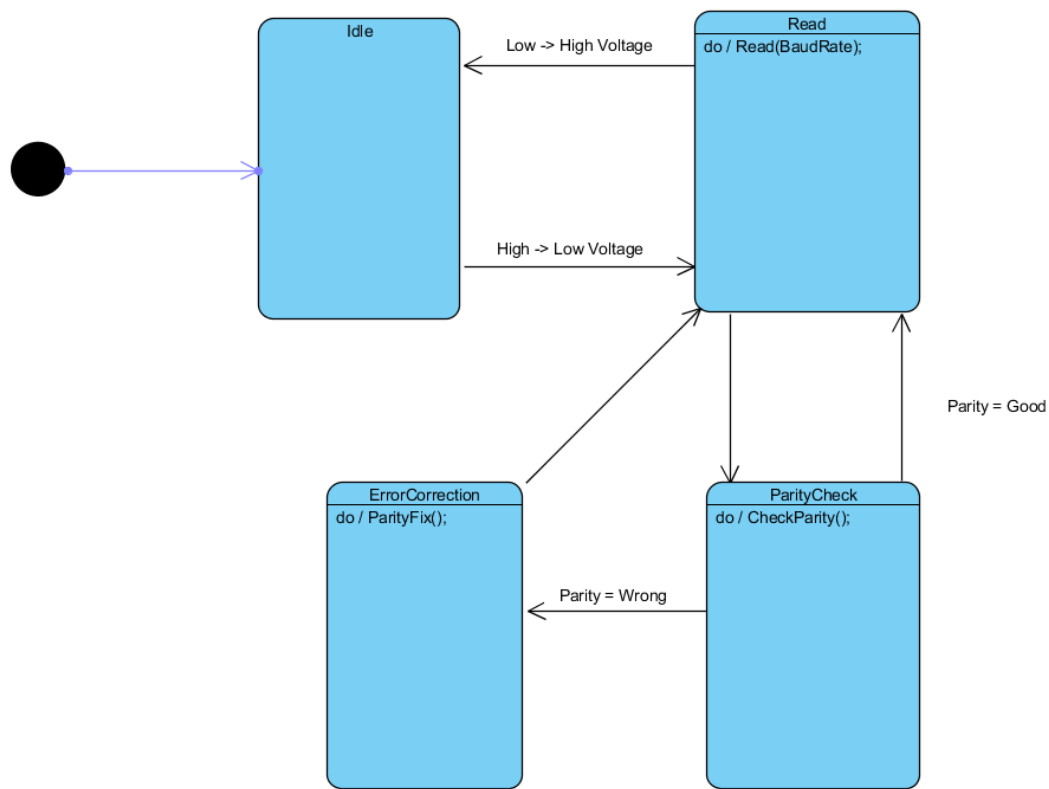 Idle
Read
do / Read(BaudRate);
Low -> High Voltage
High -> Low Voltage
Parity = Good
ErrorCorrection
do / ParityFix();
ParityCheck
do / CheckParity();
Parity = Wrong